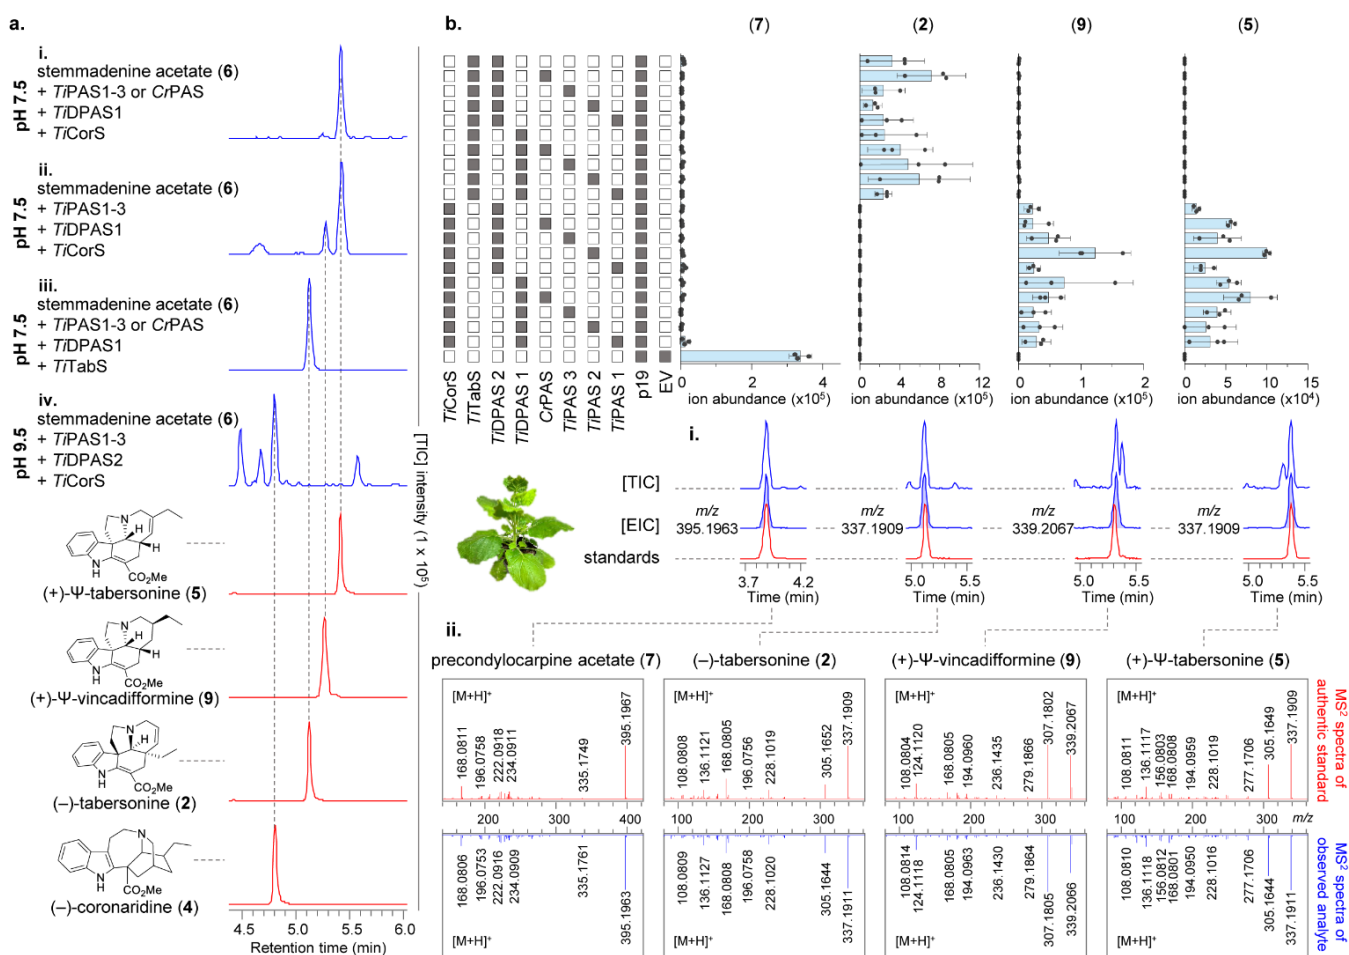 a.
i.
stemmadenine acetate (6)
+ TiPAS1-3 or CrPAS
+ TiDPAS1
+ TiCorS
pH 7.5
ii.
stemmadenine acetate (6)
+ TiPAS1-3
+ TiDPAS1
+ TiCorS
pH 7.5
iii.
stemmadenine acetate (6)
+ TiPAS1-3 or CrPAS
+ TiDPAS1
+ TiTabS
pH 7.5
iv.
stemmadenine acetate (6)
+ TiPAS1-3
+ TiDPAS2
+ TiCorS
pH 9.5
[TIC] intensity (1 x 10⁵)
N
H
H
N
H
CO₂Me
(+)-Ψ-tabersonine (5)
N
H
H
N
H
CO₂Me
(+)-Ψ-vincadifformine (9)
N
H
N
H
CO₂Me
(–)-tabersonine (2)
N
N
H
CO₂Me
(–)-coronaridine (4)
4.5 5.0 5.5 6.0
Retention time (min)
b.
(7) (2) (9) (5)
TiCorS
TiTabS
TiDPAS 2
TiDPAS 1
CrPAS
TiPAS 3
TiPAS 2
TiPAS 1
p19
EV
0 2 4
ion abundance (x10⁵)
0 4 8 12
ion abundance (x10⁵)
0 1 2
ion abundance (x10⁵)
0 5 10 15
ion abundance (x10⁴)
i.
[TIC]
[EIC]
standards
m/z
395.1963
m/z
337.1909
m/z
339.2067
m/z
337.1909
3.7 4.2
Time (min)
5.0 5.5
Time (min)
5.0 5.5
Time (min)
5.0 5.5
Time (min)
ii.
precondylocarpine acetate (7)
(–)-tabersonine (2)
(+)-Ψ-vincadifformine (9)
(+)-Ψ-tabersonine (5)
[M+H]⁺
168.0811
196.0758
222.0918
234.0911
335.1749
395.1967
[M+H]⁺
108.0808
136.1121
168.0805
196.0756
228.1019
305.1652
337.1909
[M+H]⁺
108.0804
124.1120
168.0805
194.0960
236.1435
279.1866
307.1802
339.2067
[M+H]⁺
108.0811
136.1117
156.0803
168.0808
194.0959
228.1019
277.1706
305.1649
337.1909
MS² spectra of
authentic standard
200 300 400
100 200 300
100 200 300
100 200 300 m/z
168.0806
196.0753
222.0916
234.0909
335.1761
395.1963
[M+H]⁺
108.0809
136.1127
168.0808
196.0758
228.1020
305.1644
337.1911
[M+H]⁺
108.0814
124.1118
168.0805
194.0963
236.1430
279.1864
307.1805
339.2066
[M+H]⁺
108.0810
136.1118
156.0812
168.0801
194.0950
228.1016
277.1706
305.1644
337.1911
[M+H]⁺
MS² spectra of
observed analyte